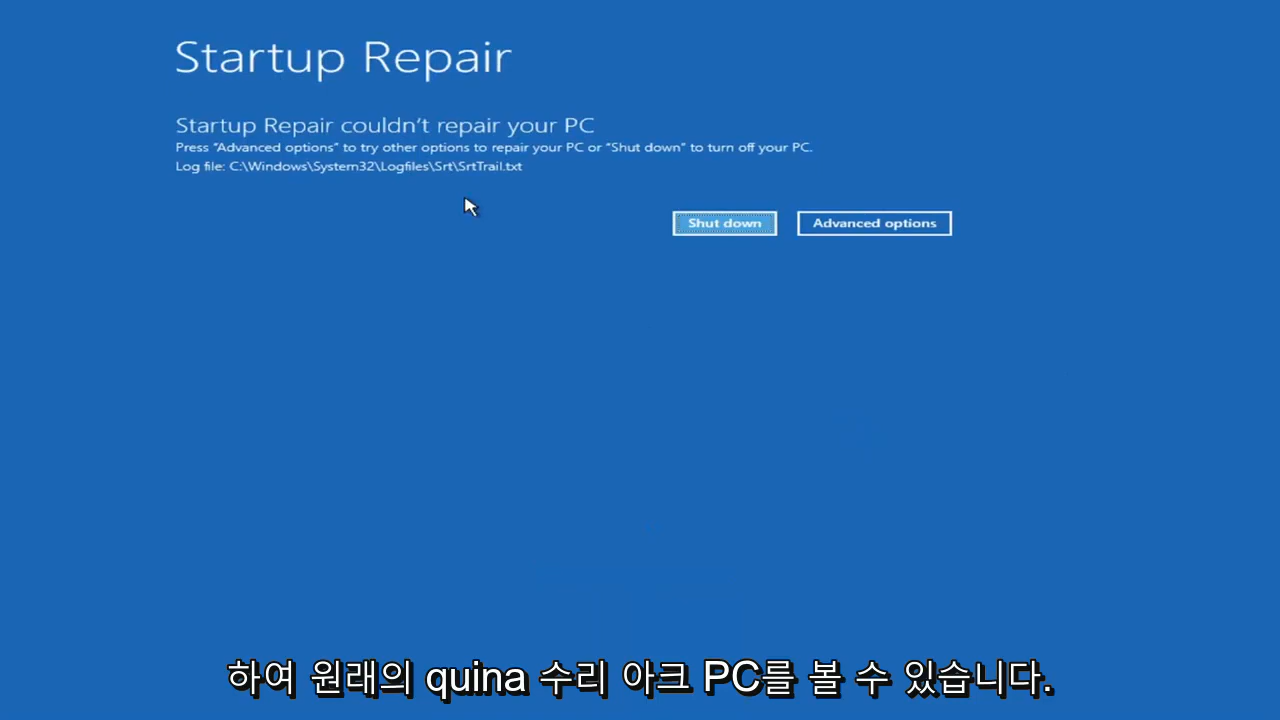 Startup Repair
Startup Repair couldn't repair your PC
Press "Advanced options" to try other options to repair your PC or "Shut down" to turn off your PC.
Log file: C:\Windows\System32\Logfiles\Srt\SrtTrail.txt
Shut down
Advanced options
하여 원래의 quina 수리 아크 PC를 볼 수 있습니다.